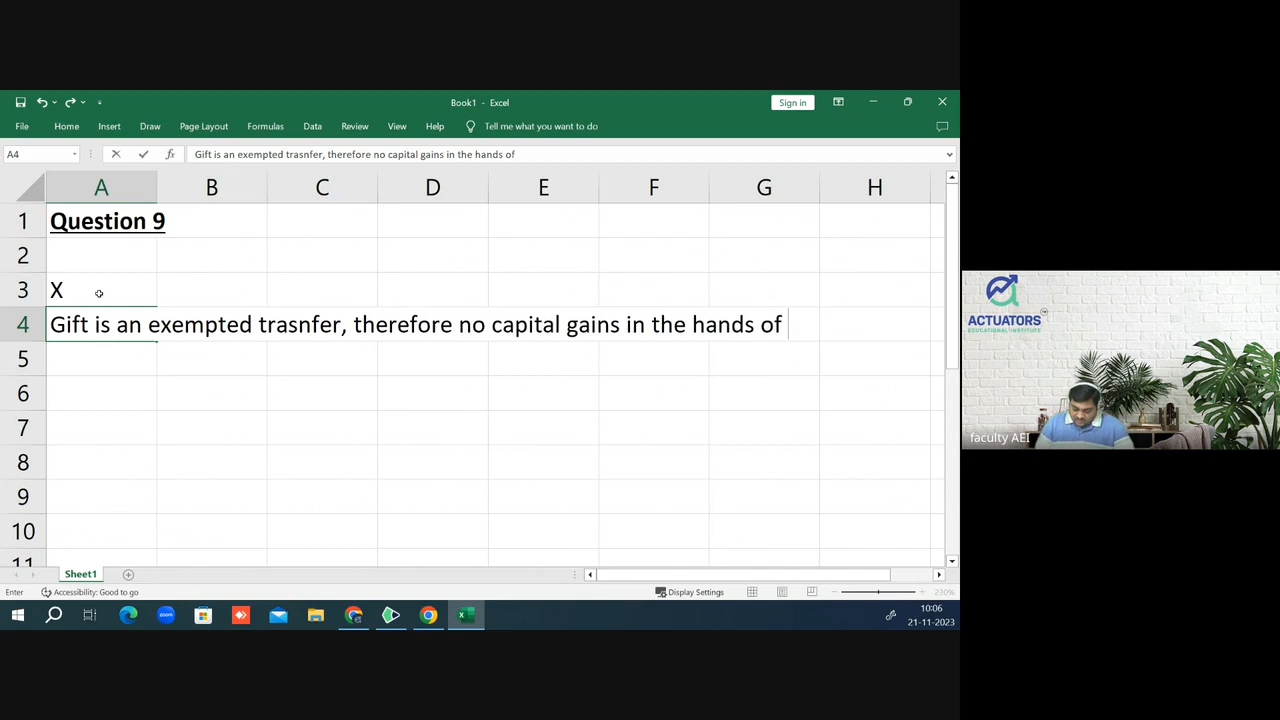 Book1 - Excel
Sign in
File Home Insert Draw Page Layout Formulas Data Review View Help Tell me what you want to do
A4 fx Gift is an exempted trasnfer, therefore no capital gains in the hands of
A B C D E F G H
1 Question 9
2
3 X
4 Gift is an exempted trasnfer, therefore no capital gains in the hands of
5
6
7
8
9
10
11
Sheet1
Enter Accessibility: Good to go Display Settings 230%
zoom
10:06
21-11-2023
ACTUATORS
EDUCATIONAL INSTITUTE
faculty AEI